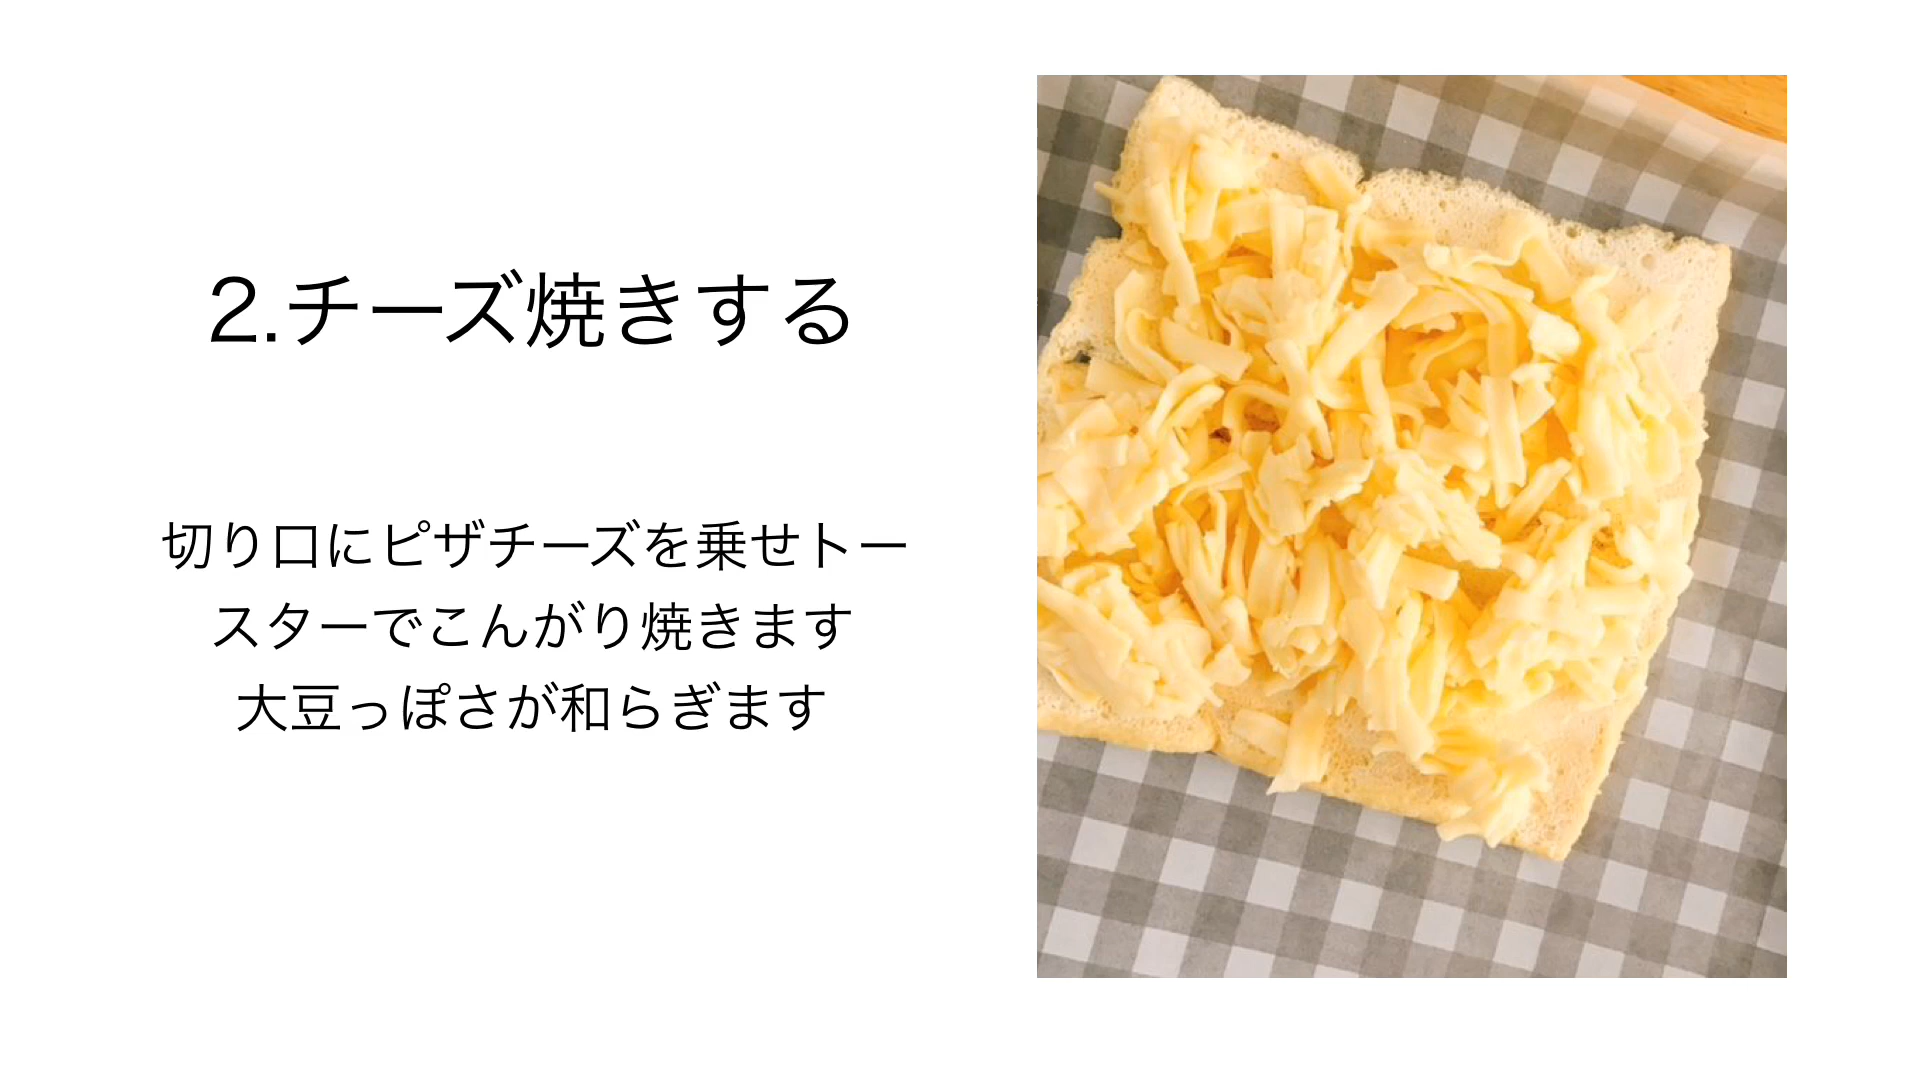 2.チーズ焼きする
切り口にピザチーズを乗せトー
スターでこんがり焼きます
大豆っぽさが和らぎます